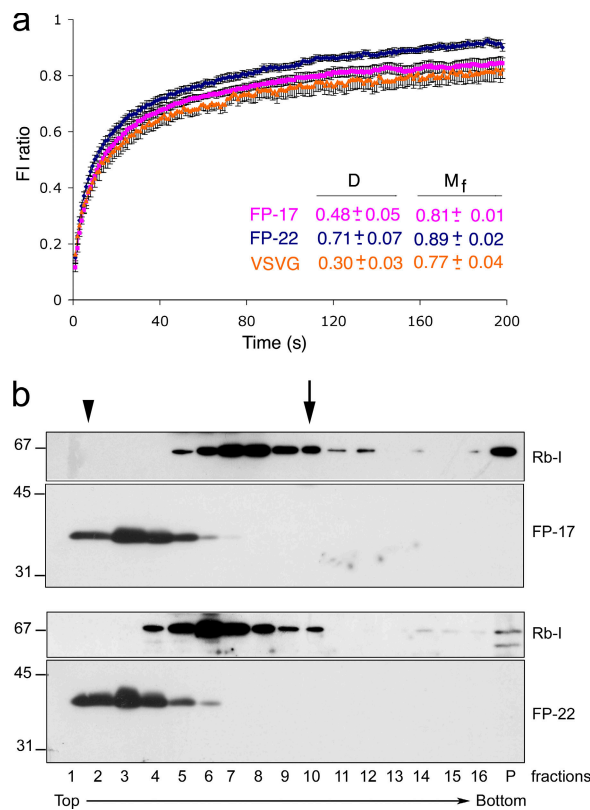 a
1
0.8
0.6
0.4
0.2
0
FI ratio
D M f
FP-17 0.48 ± 0.05 0.81 ± 0.01
FP-22 0.71 ± 0.07 0.89 ± 0.02
VSVG 0.30 ± 0.03 0.77 ± 0.04
0 40 80 120 160 200
Time (s)
b
67 Rb-I
45
FP-17
31
67 Rb-I
45
FP-22
31
1 2 3 4 5 6 7 8 9 10 11 12 13 14 15 16 P fractions
Top Bottom